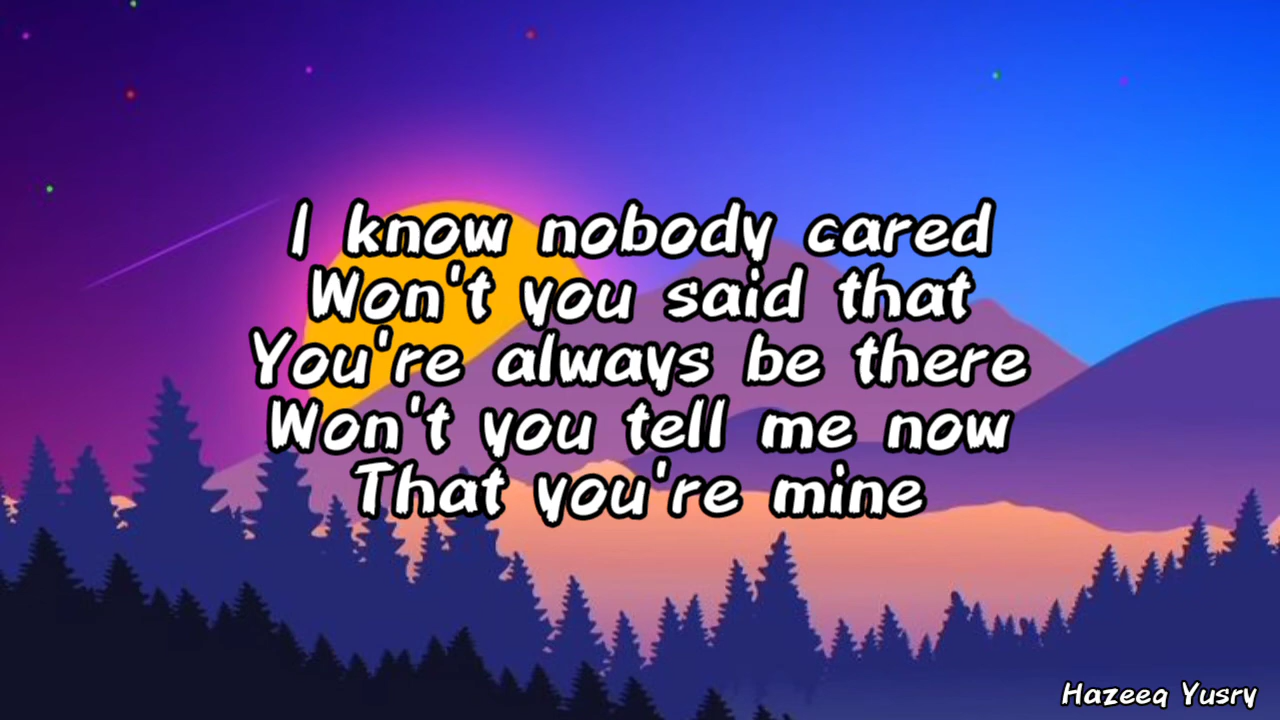 I know nobody cared
Won't you said that
You're always be there
Won't you tell me now
That you're mine
Hazeeq Yusry